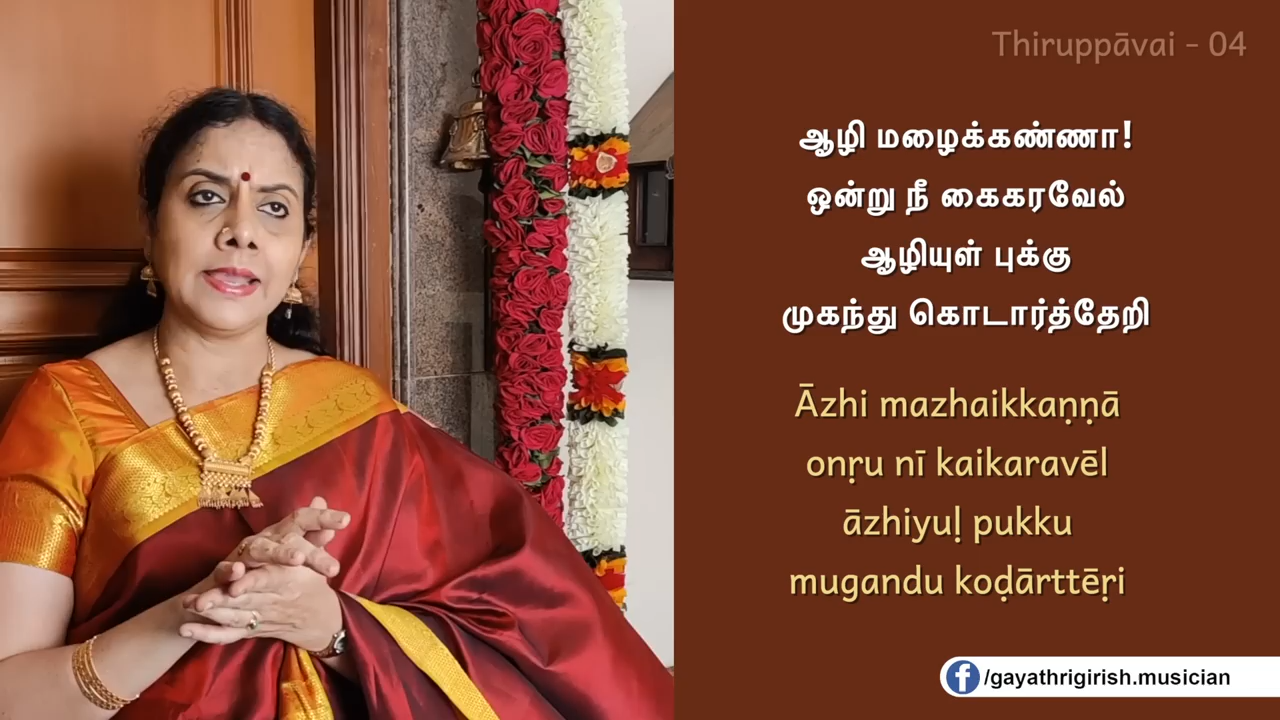 Thiruppāvai - 04
ஆழி மழைக்கண்ணா!
ஒன்று நீ கைகரவேல்
ஆழியுள் புக்கு
முகந்து கொடார்த்தேறி
Āzhi mazhaikkaṇṇā
onṛu nī kaikaravēl
āzhiyuḷ pukku
mugandu koḍārttēṛi
f /gayathrigirish.musician